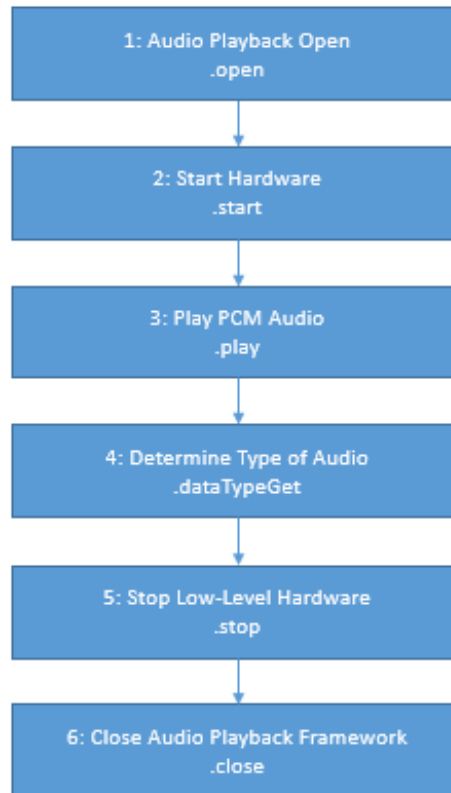 1: Audio Playback Open
.open
2: Start Hardware
.start
3: Play PCM Audio
.play
4: Determine Type of Audio
.dataTypeGet
5: Stop Low-Level Hardware
.stop
6: Close Audio Playback Framework
.close